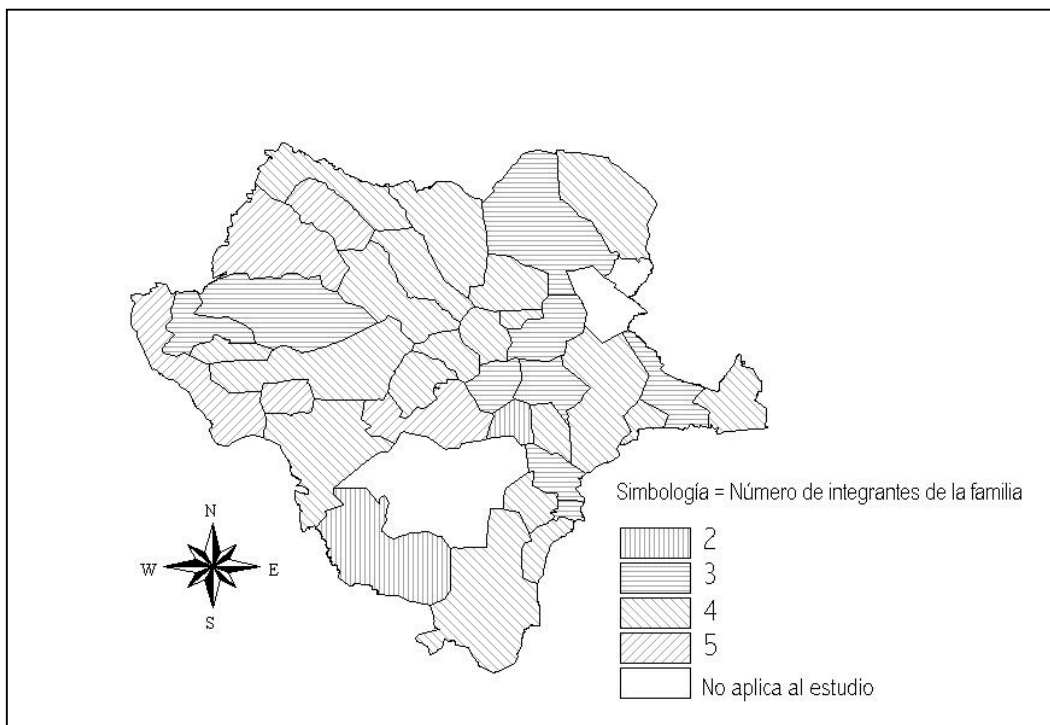 Simbología = Número de integrantes de la familia
N
W E
S
2
3
4
5
No aplica al estudio